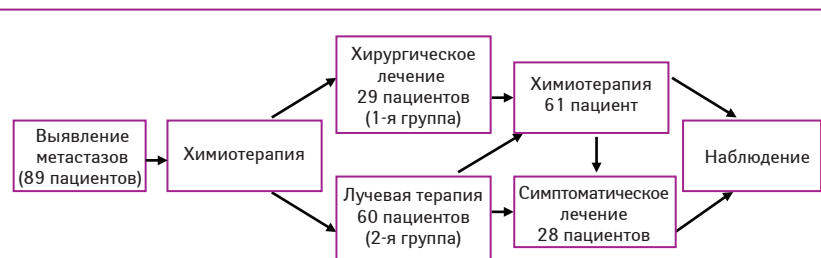 Выявление
метастазов
(89 пациентов)
Химиотерапия
Хирургическое
лечение
29 пациентов
(1-я группа)
Лучевая терапия
60 пациентов
(2-я группа)
Химиотерапия
61 пациент
Симптоматическое
лечение
28 пациентов
Наблюдение